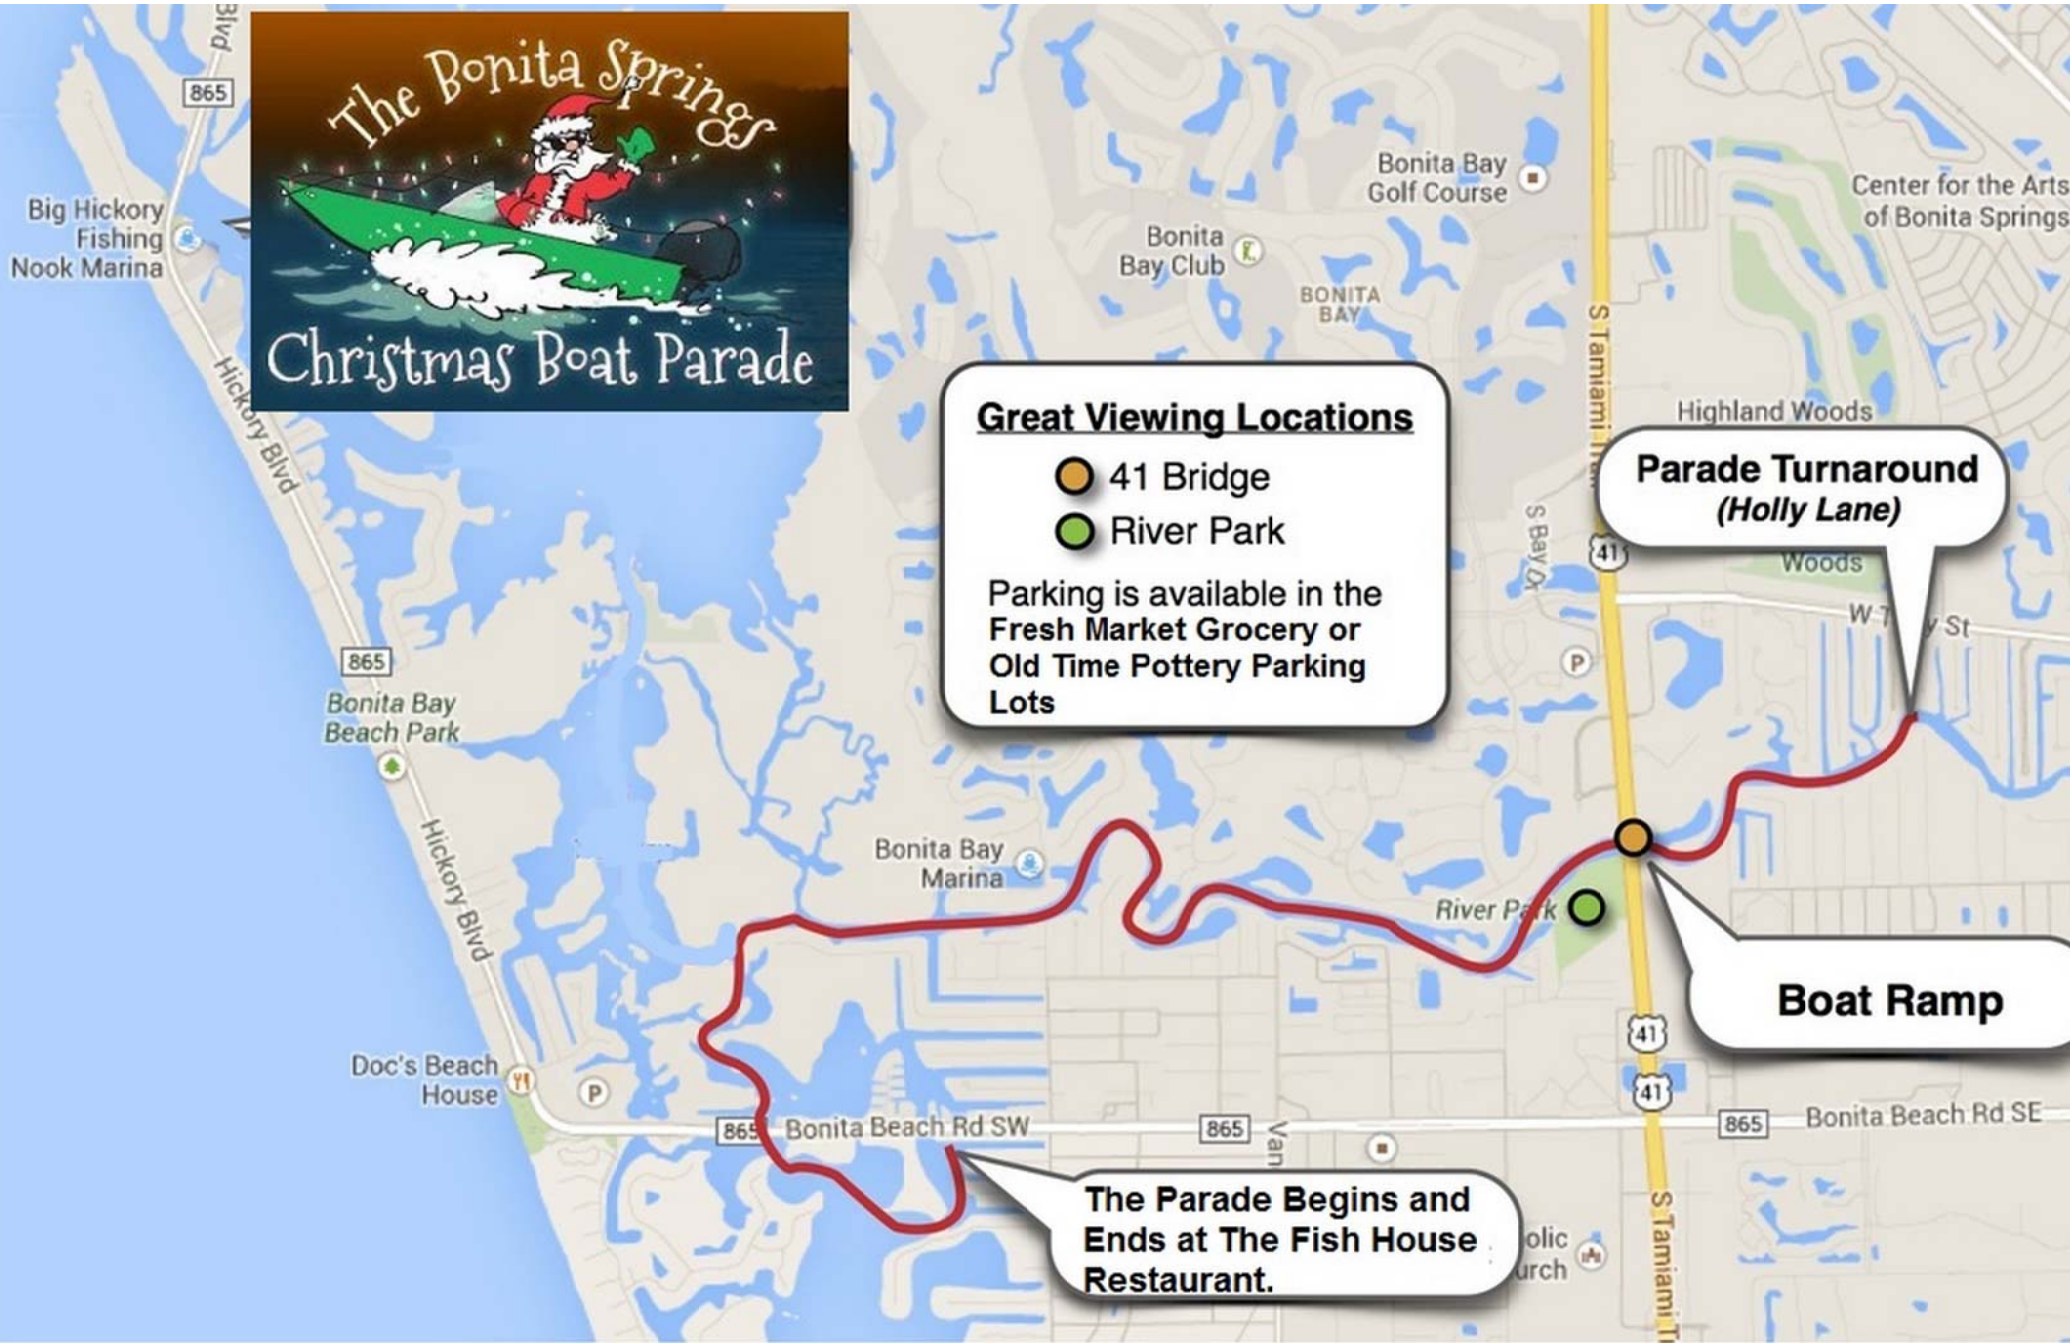 Blvd
865
The Bonita Springs
Christmas Boat Parade
Big Hickory
Fishing
Nook Marina
Hickory Blvd
Bonita Bay
Golf Course
Bonita
Bay Club
BONITA
BAY
Center for the Arts
of Bonita Springs
S Tamiami
Highland Woods
Great Viewing Locations
41 Bridge
River Park
Parking is available in the
Fresh Market Grocery or
Old Time Pottery Parking
Lots
Parade Turnaround
(Holly Lane)
Woods
41
S Bay Dr
W T y St
P
865
Bonita Bay
Beach Park
Hickory Blvd
Bonita Bay
Marina
River Park
Boat Ramp
41
41
Doc's Beach
House
P
865
Bonita Beach Rd SW
865
Van
865
Bonita Beach Rd SE
The Parade Begins and
Ends at The Fish House
Restaurant.
olic
urch
S Tamiami Tr